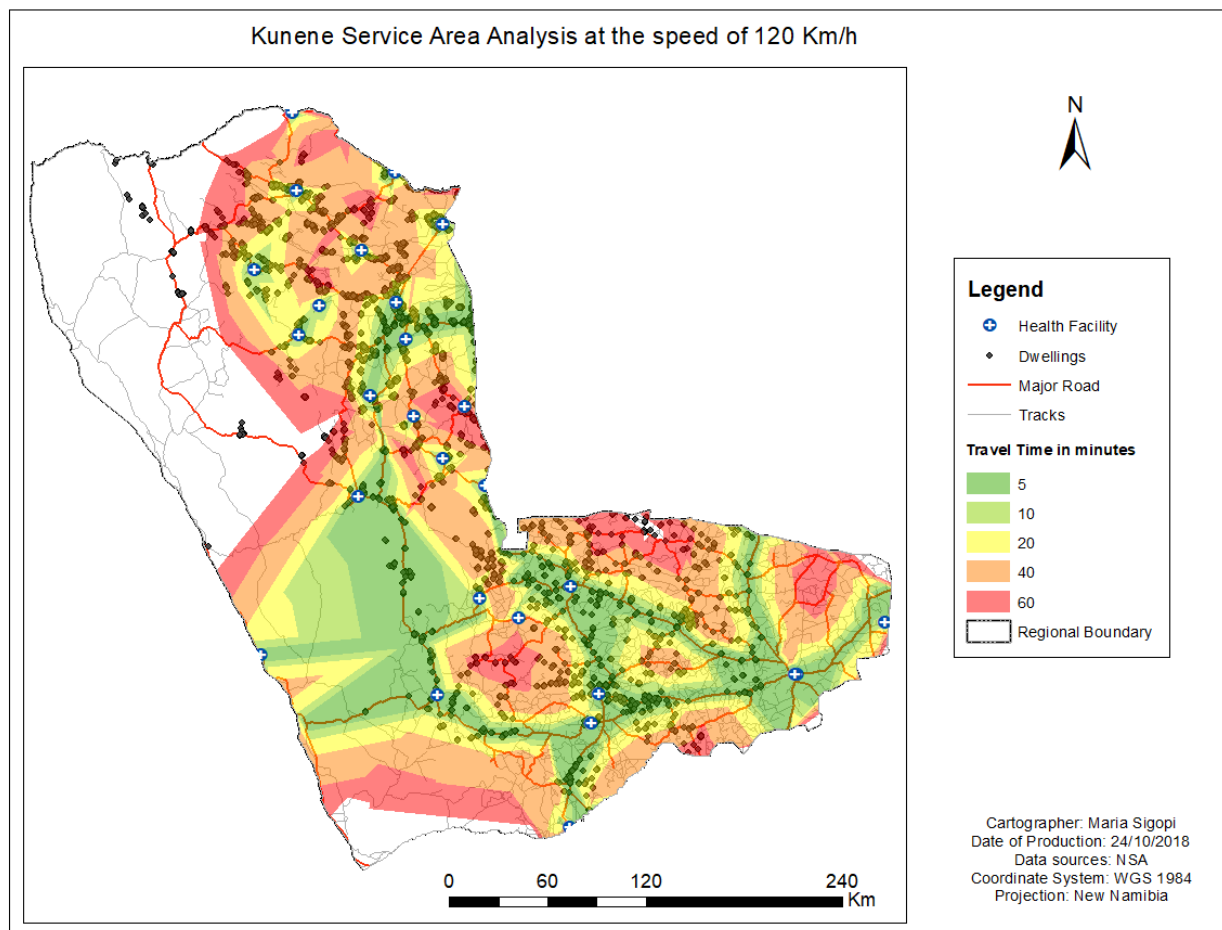 Kunene Service Area Analysis at the speed of 120 Km/h
N
Legend
Health Facility
Dwellings
Major Road
Tracks
Travel Time in minutes
5
10
20
40
60
Regional Boundary
Cartographer: Maria Sigopi
Date of Production: 24/10/2018
Data sources: NSA
Coordinate System: WGS 1984
Projection: New Namibia
0 60 120 240
Km